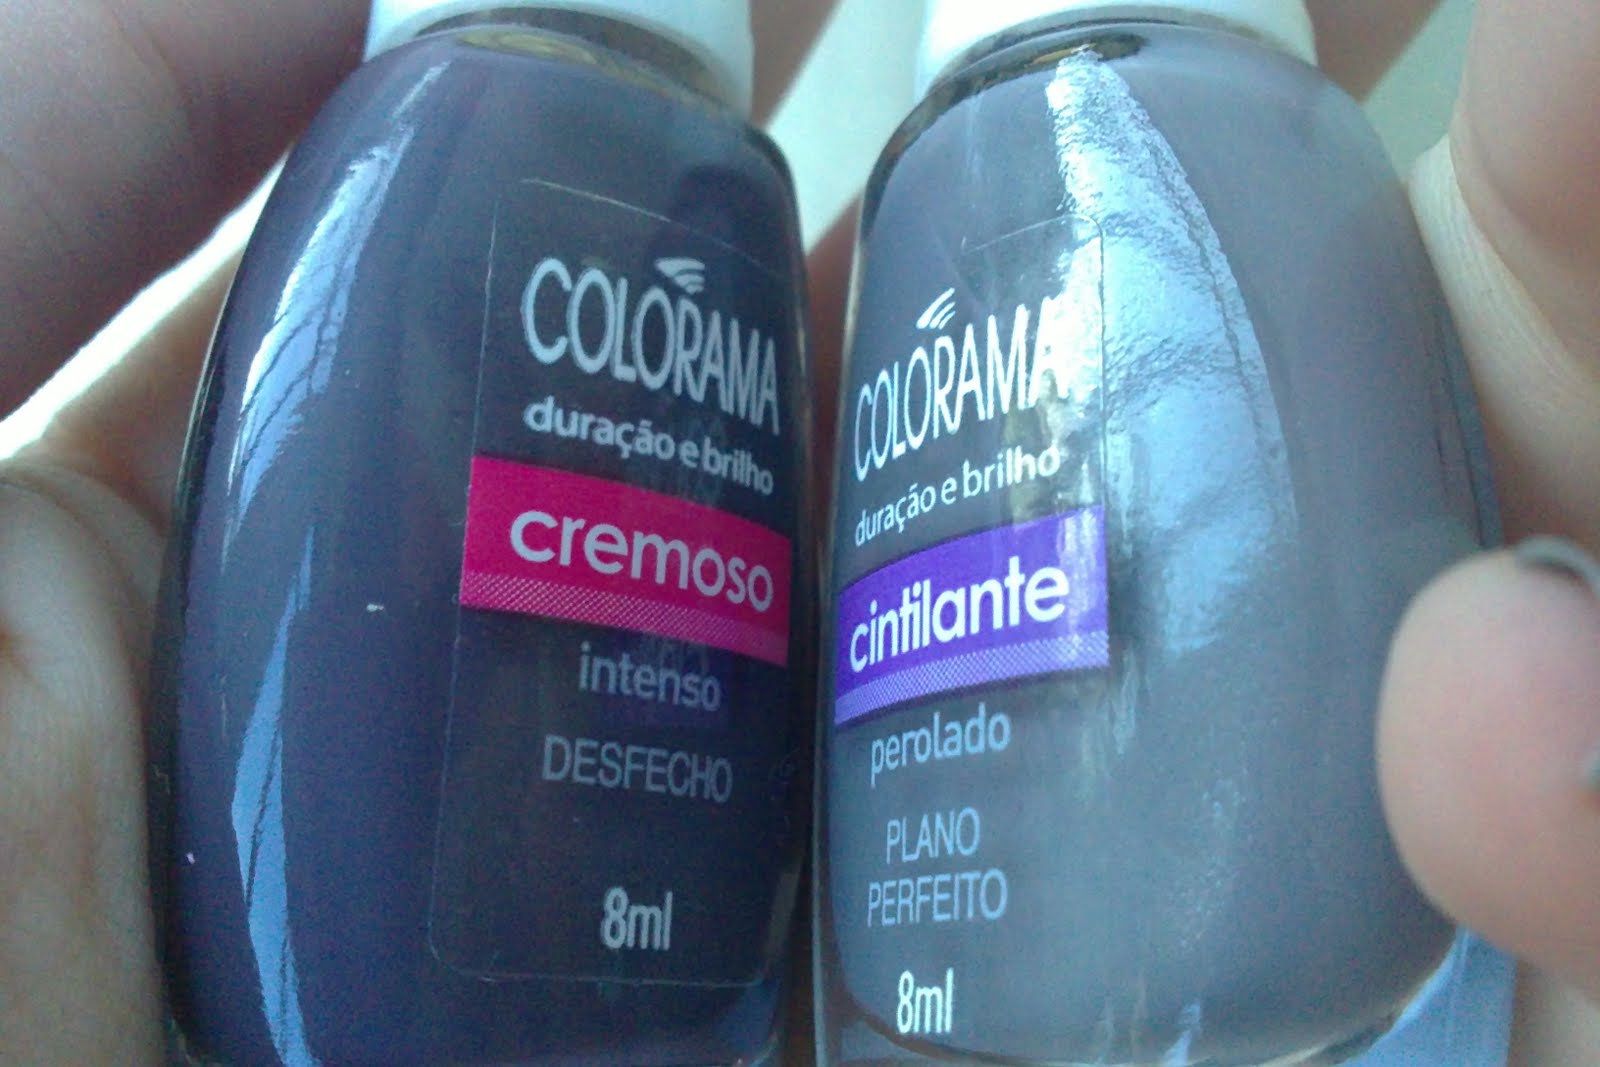 COLORAMA
duração e brilho
cremoso
intenso
DESFECHO
8ml
COLORAMA
duração e brilho
cintilante
perolado
PLANO
PERFEITO
8ml